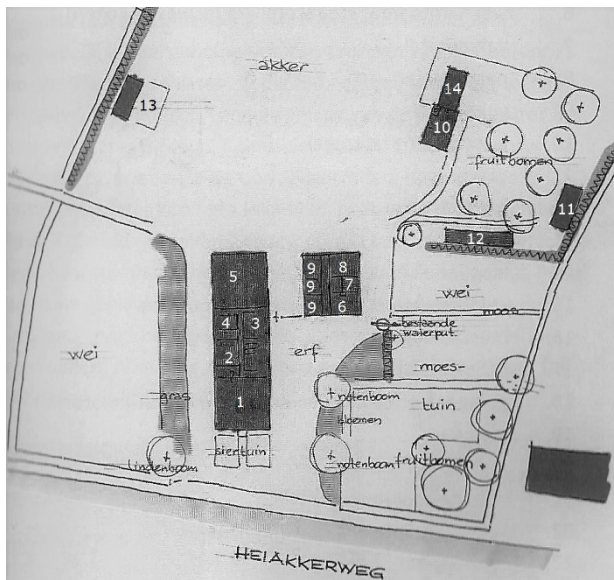 akker
14
13
10
fruitbomen
11
12
5
9 8
9 7
9 6
wei
moes
4 3
bestaande
waterput
wei
erf
2
moes-
1
gras
notenboom
tuin
bloemen
siertuin
lindenboom
notenboom
fruitbomen
HEIAKKERWEG